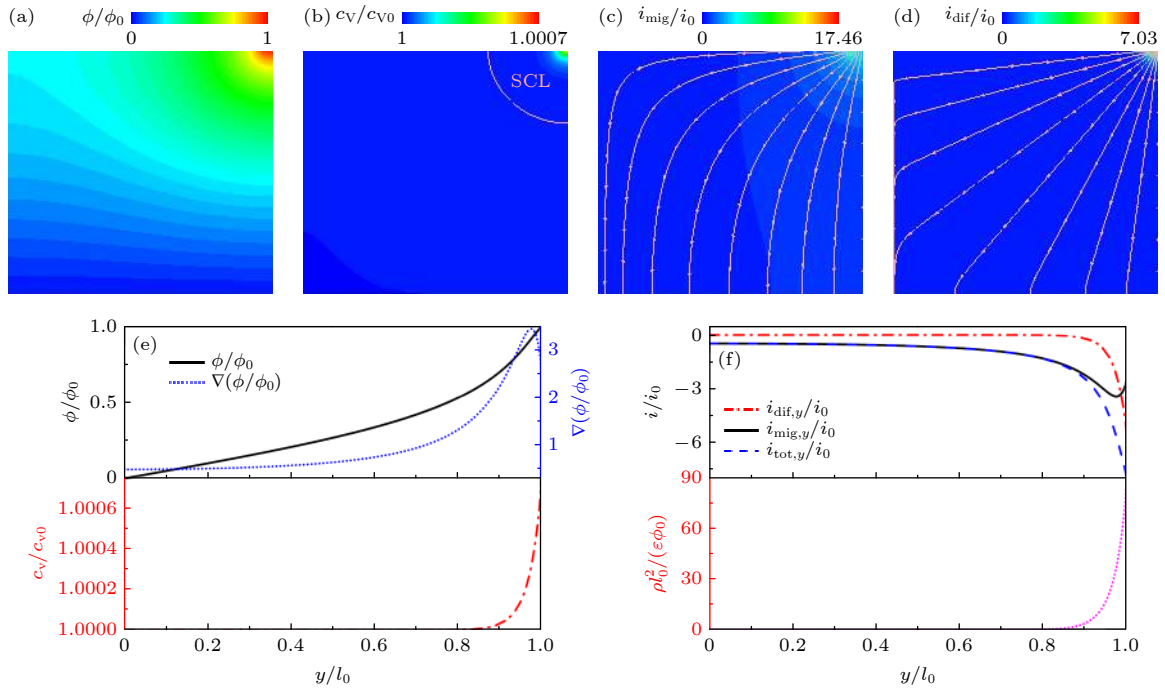 (a) ϕ/ϕ0
0 1
(b) cV/cV0
1 1.0007
(c) imig/i0
0 17.46
(d) idif/i0
0 7.03
SCL
(e)
ϕ/ϕ0
∇(ϕ/ϕ0)
1.0
0.5
0
ϕ/ϕ0
3
2
1
∇(ϕ/ϕ0)
1.0006
1.0004
1.0002
1.0000
cv/cv0
0 0.2 0.4 0.6 0.8 1.0
y/l0
(f)
idif,y/i0
imig,y/i0
itot,y/i0
0
−3
−6
i/i0
90
60
30
0
ρl0²/(εϕ0)
0 0.2 0.4 0.6 0.8 1.0
y/l0